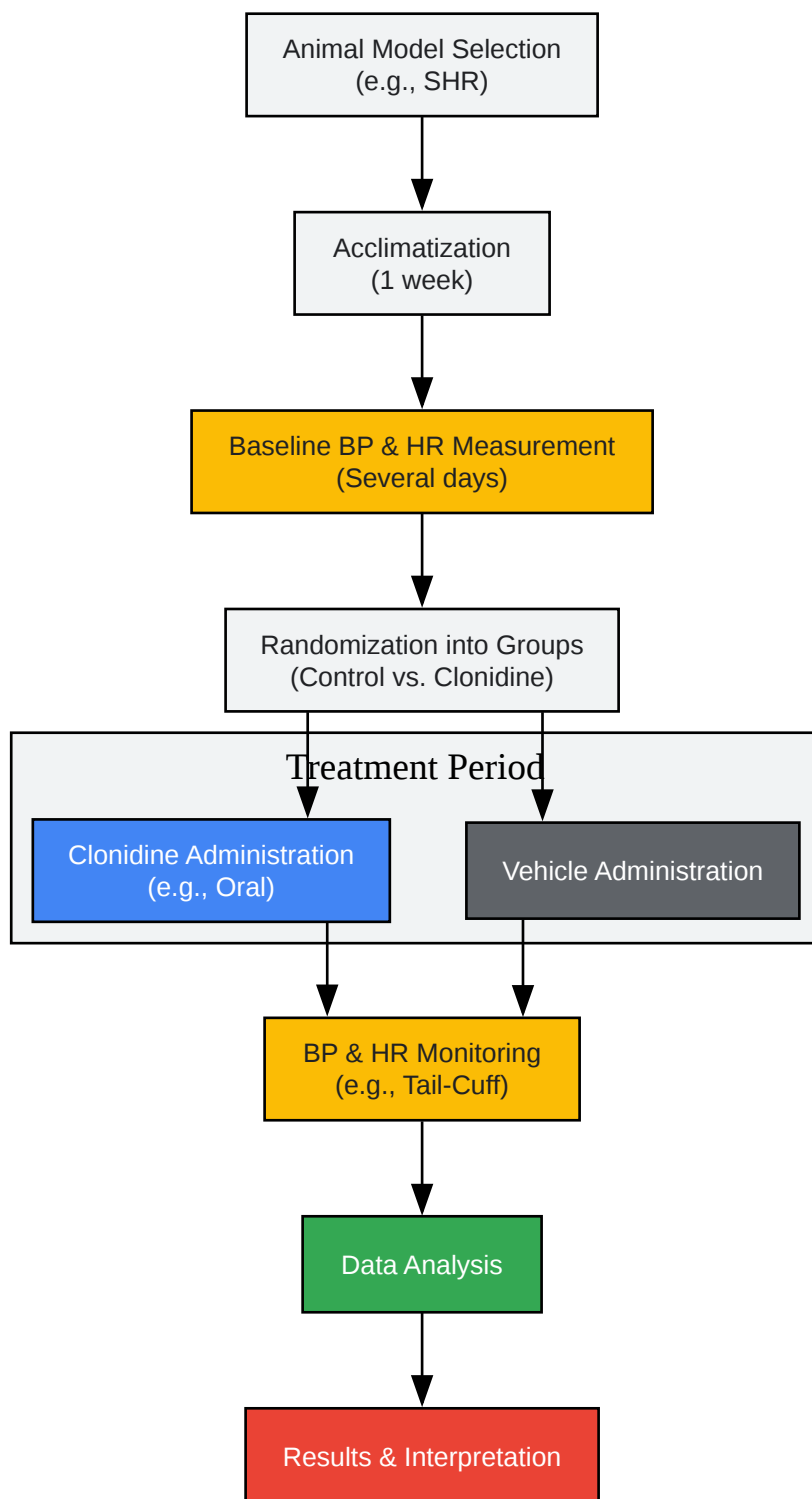 Animal Model Selection
(e.g., SHR)
Acclimatization
(1 week)
Baseline BP & HR Measurement
(Several days)
Randomization into Groups
(Control vs. Clonidine)
Treatment Period
Clonidine Administration
(e.g., Oral)
Vehicle Administration
BP & HR Monitoring
(e.g., Tail-Cuff)
Data Analysis
Results & Interpretation